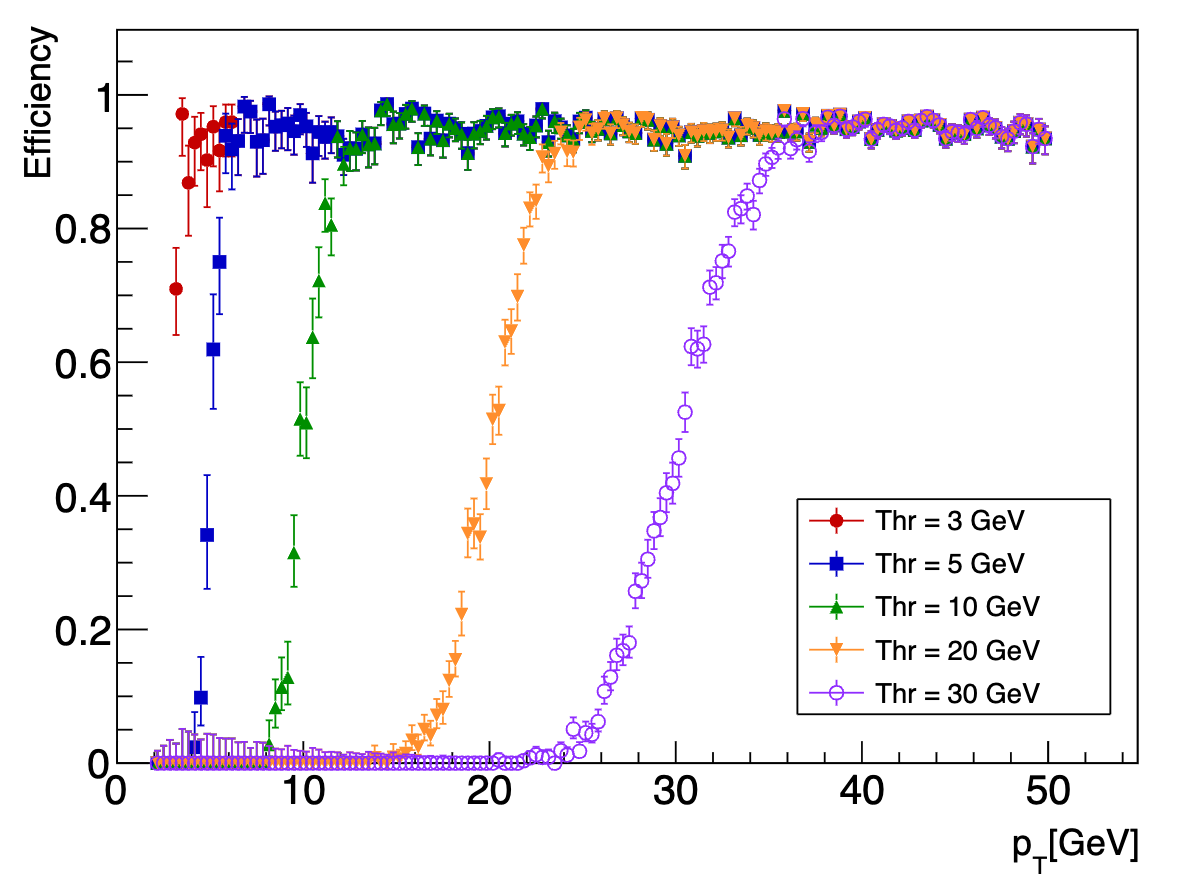 Efficiency
1
0.8
0.6
0.4
0.2
0
0 10 20 30 40 50
p_T[GeV]
Thr = 3 GeV
Thr = 5 GeV
Thr = 10 GeV
Thr = 20 GeV
Thr = 30 GeV